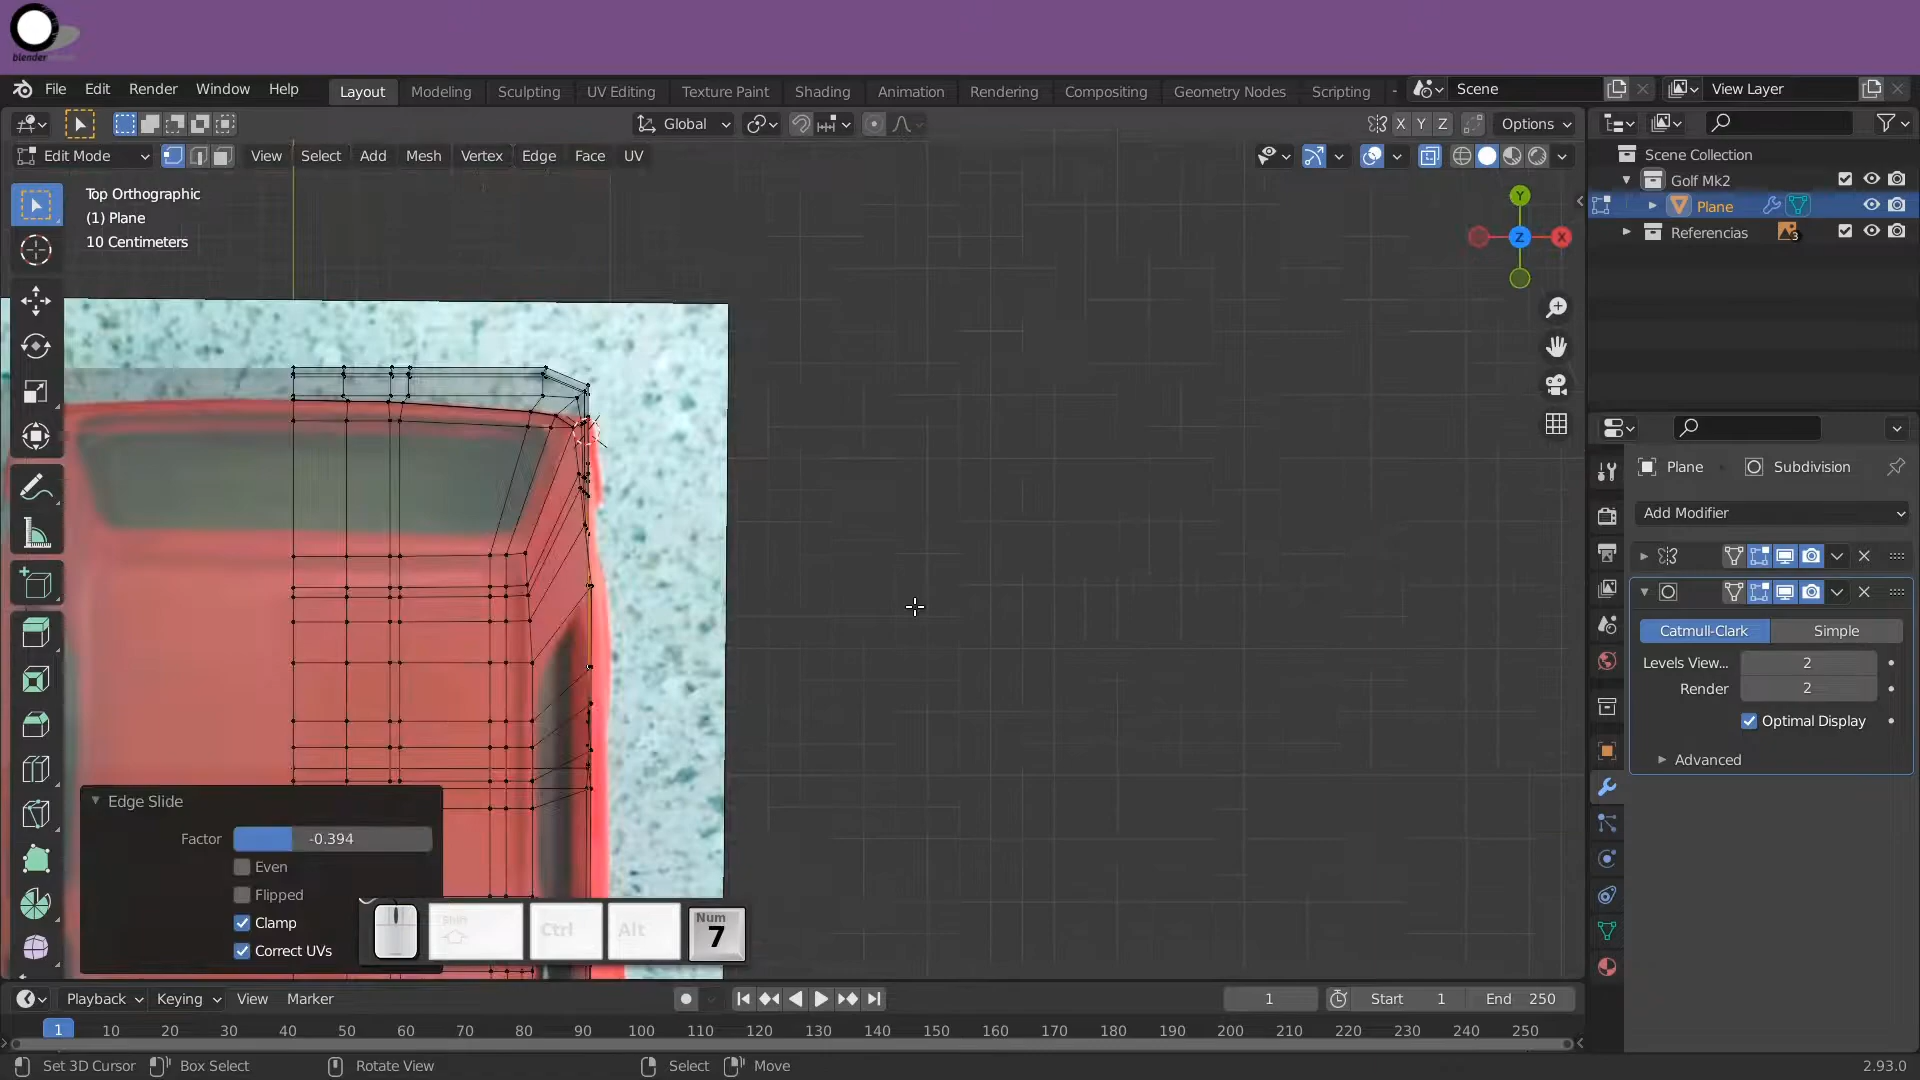 blender
File Edit Render Window Help Layout Modeling Sculpting UV Editing Texture Paint Shading Animation Rendering Compositing Geometry Nodes Scripting Scene View Layer
Global X Y Z Options
Edit Mode View Select Add Mesh Vertex Edge Face UV
Scene Collection
Golf Mk2
Plane
Referencias 3
Top Orthographic
(1) Plane
10 Centimeters
Y
Z X
Plane Subdivision
Add Modifier
Catmull-Clark Simple
Levels View... 2
Render 2
Optimal Display
Advanced
Edge Slide
Factor -0.394
Even
Flipped
Clamp
Correct UVs
Shift Ctrl Alt Num 7
Playback Keying View Marker 1 Start 1 End 250
1 10 20 30 40 50 60 70 80 90 100 110 120 130 140 150 160 170 180 190 200 210 220 230 240 250
Set 3D Cursor Box Select Rotate View Select Move 2.93.0